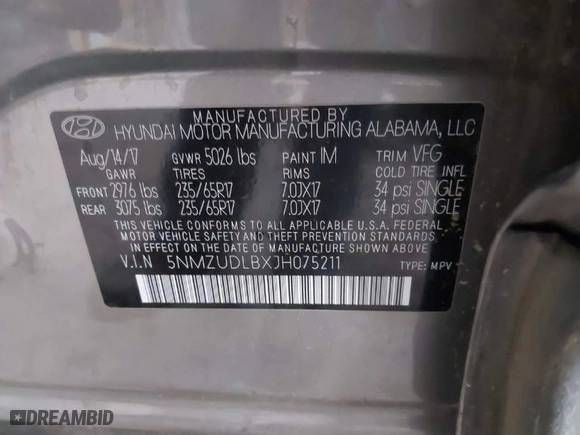 MANUFACTURED BY
HYUNDAI MOTOR MANUFACTURING ALABAMA, LLC
Aug/14/17 GVWR 5026 lbs PAINT IM TRIM VFG
GAWR TIRES RIMS COLD TIRE INFL
FRONT 2976 lbs 235/65R17 7.0JX17 34 psi SINGLE
REAR 3075 lbs 235/65R17 7.0JX17 34 psi SINGLE
THIS VEHICLE CONFORMS TO ALL APPLICABLE U.S.A. FEDERAL
MOTOR VEHICLE SAFETY AND THEFT PREVENTION STANDARDS
IN EFFECT ON THE DATE OF MANUFACTURE SHOWN ABOVE.
V.I.N 5NMZUDLBXJH075211 TYPE: MPV
DREAMBID